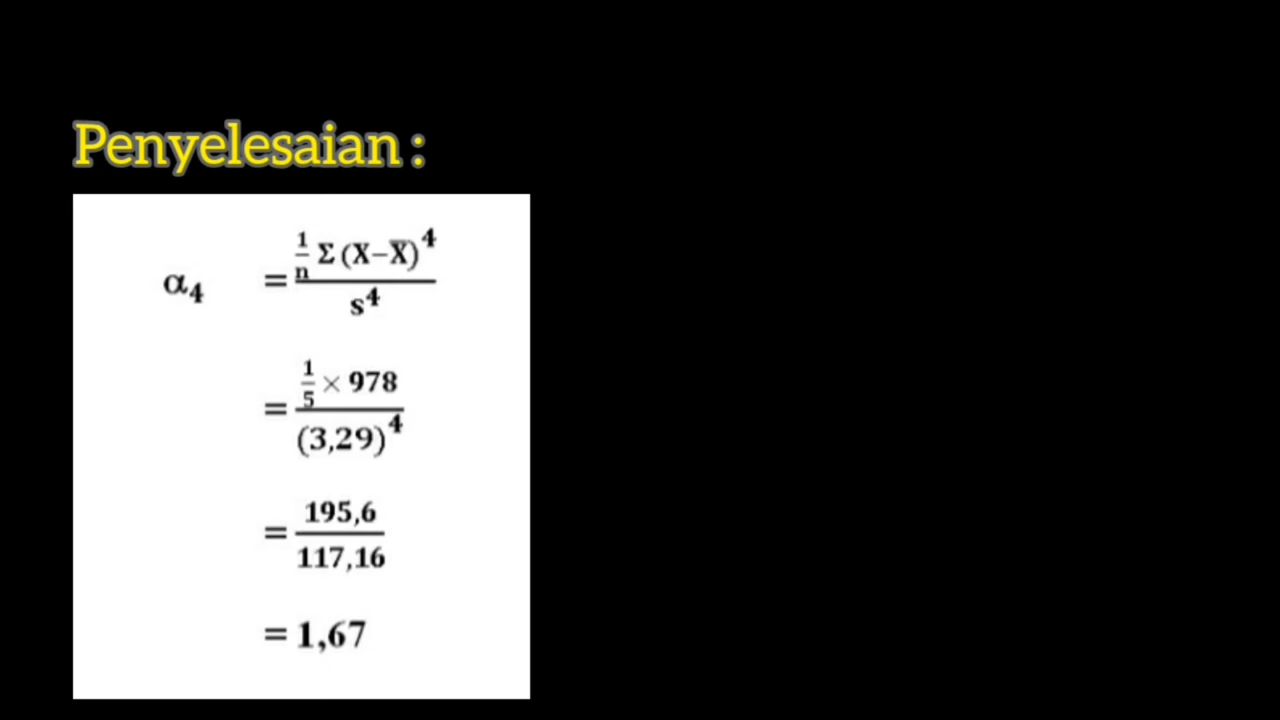 Penyelesaian :
α₄ = (1/n Σ (X−X̅)⁴) / s⁴
= (1/5 × 978) / (3,29)⁴
= 195,6 / 117,16
= 1,67